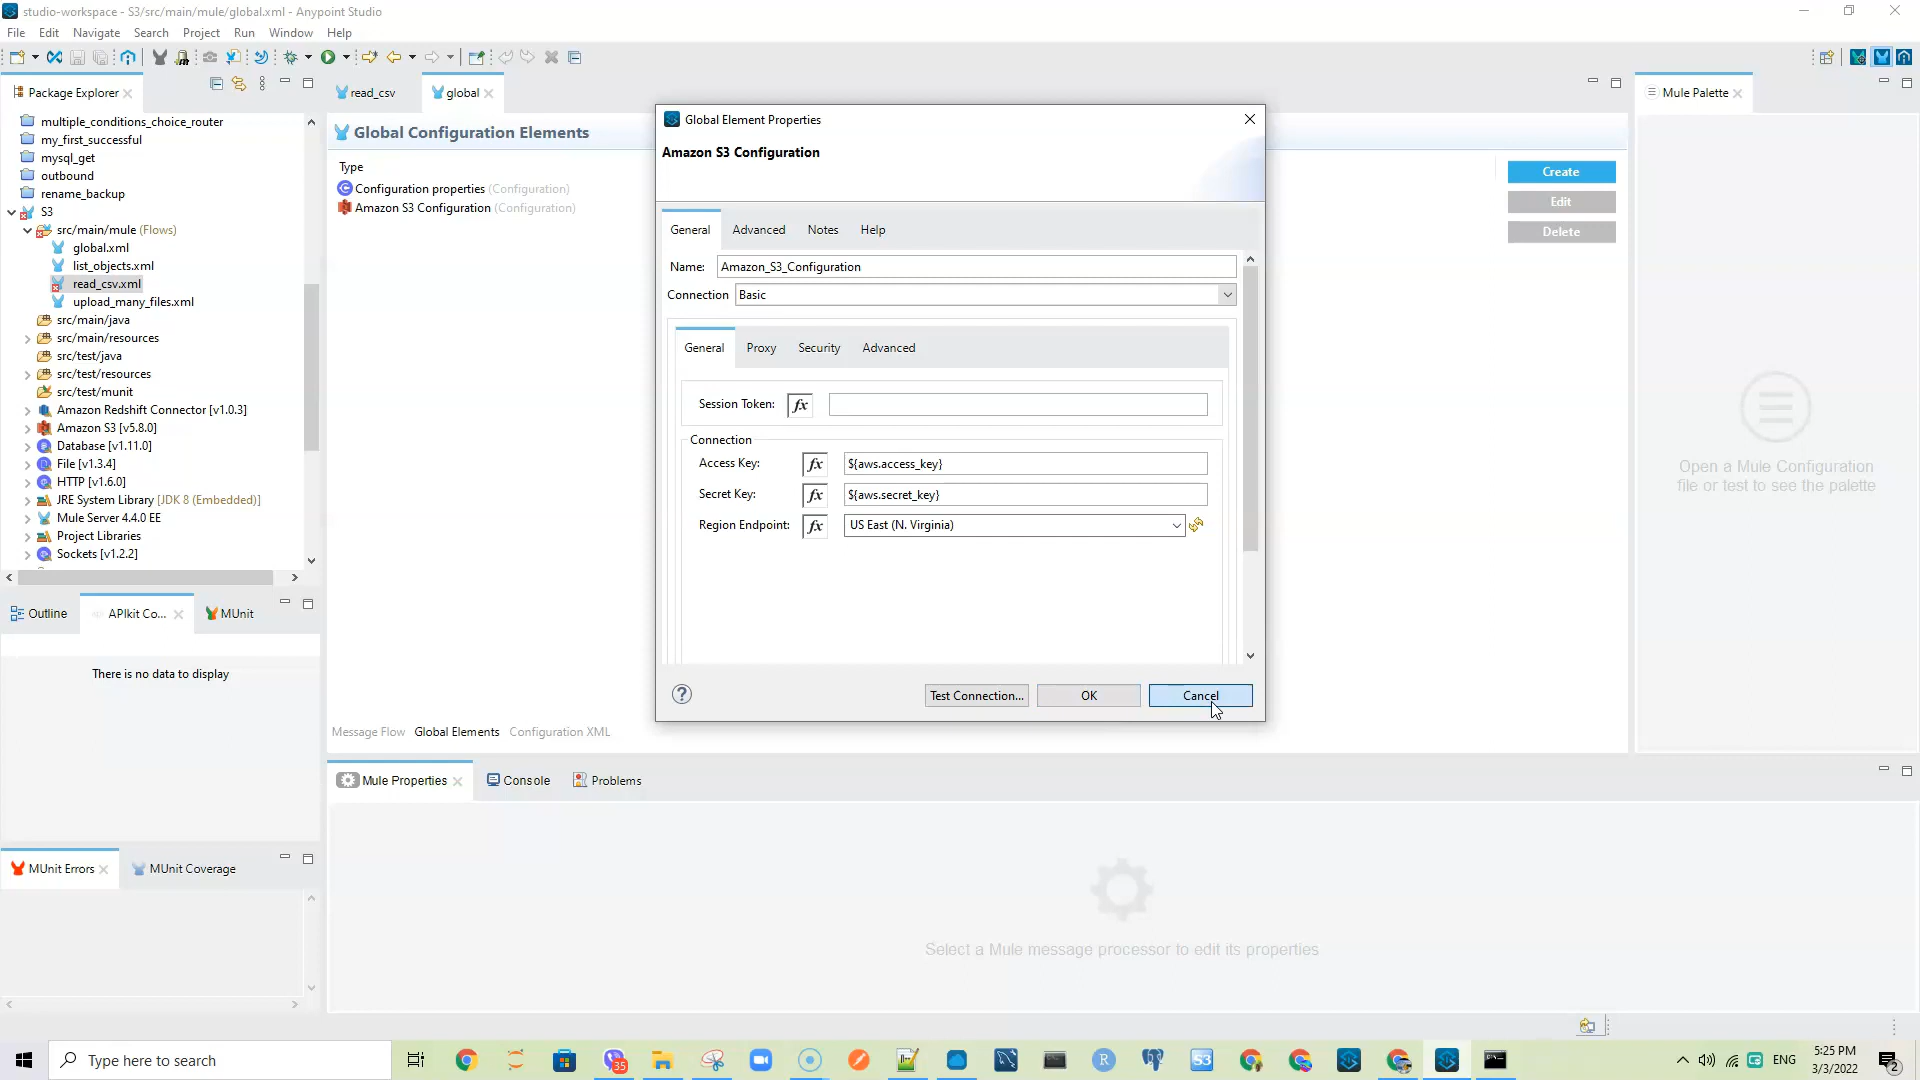 studio-workspace - S3/src/main/mule/global.xml - Anypoint Studio
File Edit Navigate Search Project Run Window Help
Package Explorer
read_csv
global
Mule Palette
multiple_conditions_choice_router
my_first_successful
mysql_get
outbound
rename_backup
S3
src/main/mule (Flows)
global.xml
list_objects.xml
read_csv.xml
upload_many_files.xml
src/main/java
src/main/resources
src/test/java
src/test/resources
src/test/munit
Amazon Redshift Connector [v1.0.3]
Amazon S3 [v5.8.0]
Database [v1.11.0]
File [v1.3.4]
HTTP [v1.6.0]
JRE System Library [JDK 8 (Embedded)]
Mule Server 4.4.0 EE
Project Libraries
Sockets [v1.2.2]
Global Configuration Elements
Type
Configuration properties (Configuration)
Amazon S3 Configuration (Configuration)
Create
Edit
Delete
Global Element Properties
Amazon S3 Configuration
General Advanced Notes Help
Name: Amazon_S3_Configuration
Connection Basic
General Proxy Security Advanced
Session Token: fx
Connection
Access Key: fx ${aws.access_key}
Secret Key: fx ${aws.secret_key}
Region Endpoint: fx US East (N. Virginia)
? Test Connection... OK Cancel
Open a Mule Configuration
file or test to see the palette
Message Flow Global Elements Configuration XML
Outline APIkit Co... MUnit
There is no data to display
MUnit Errors MUnit Coverage
Mule Properties Console Problems
Select a Mule message processor to edit its properties
Type here to search
35
R
S3
ENG
5:25 PM
3/3/2022
2